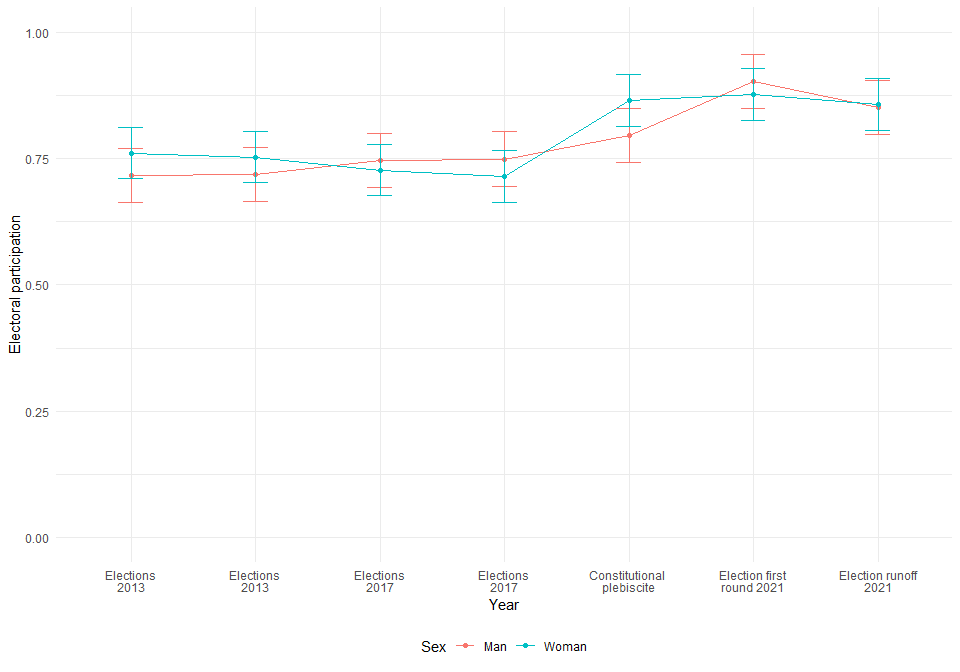 1.00
0.75
0.50
0.25
0.00
Electoral participation
Elections
2013
Elections
2013
Elections
2017
Elections
2017
Constitutional
plebiscite
Election first
round 2021
Election runoff
2021
Year
Sex Man Woman